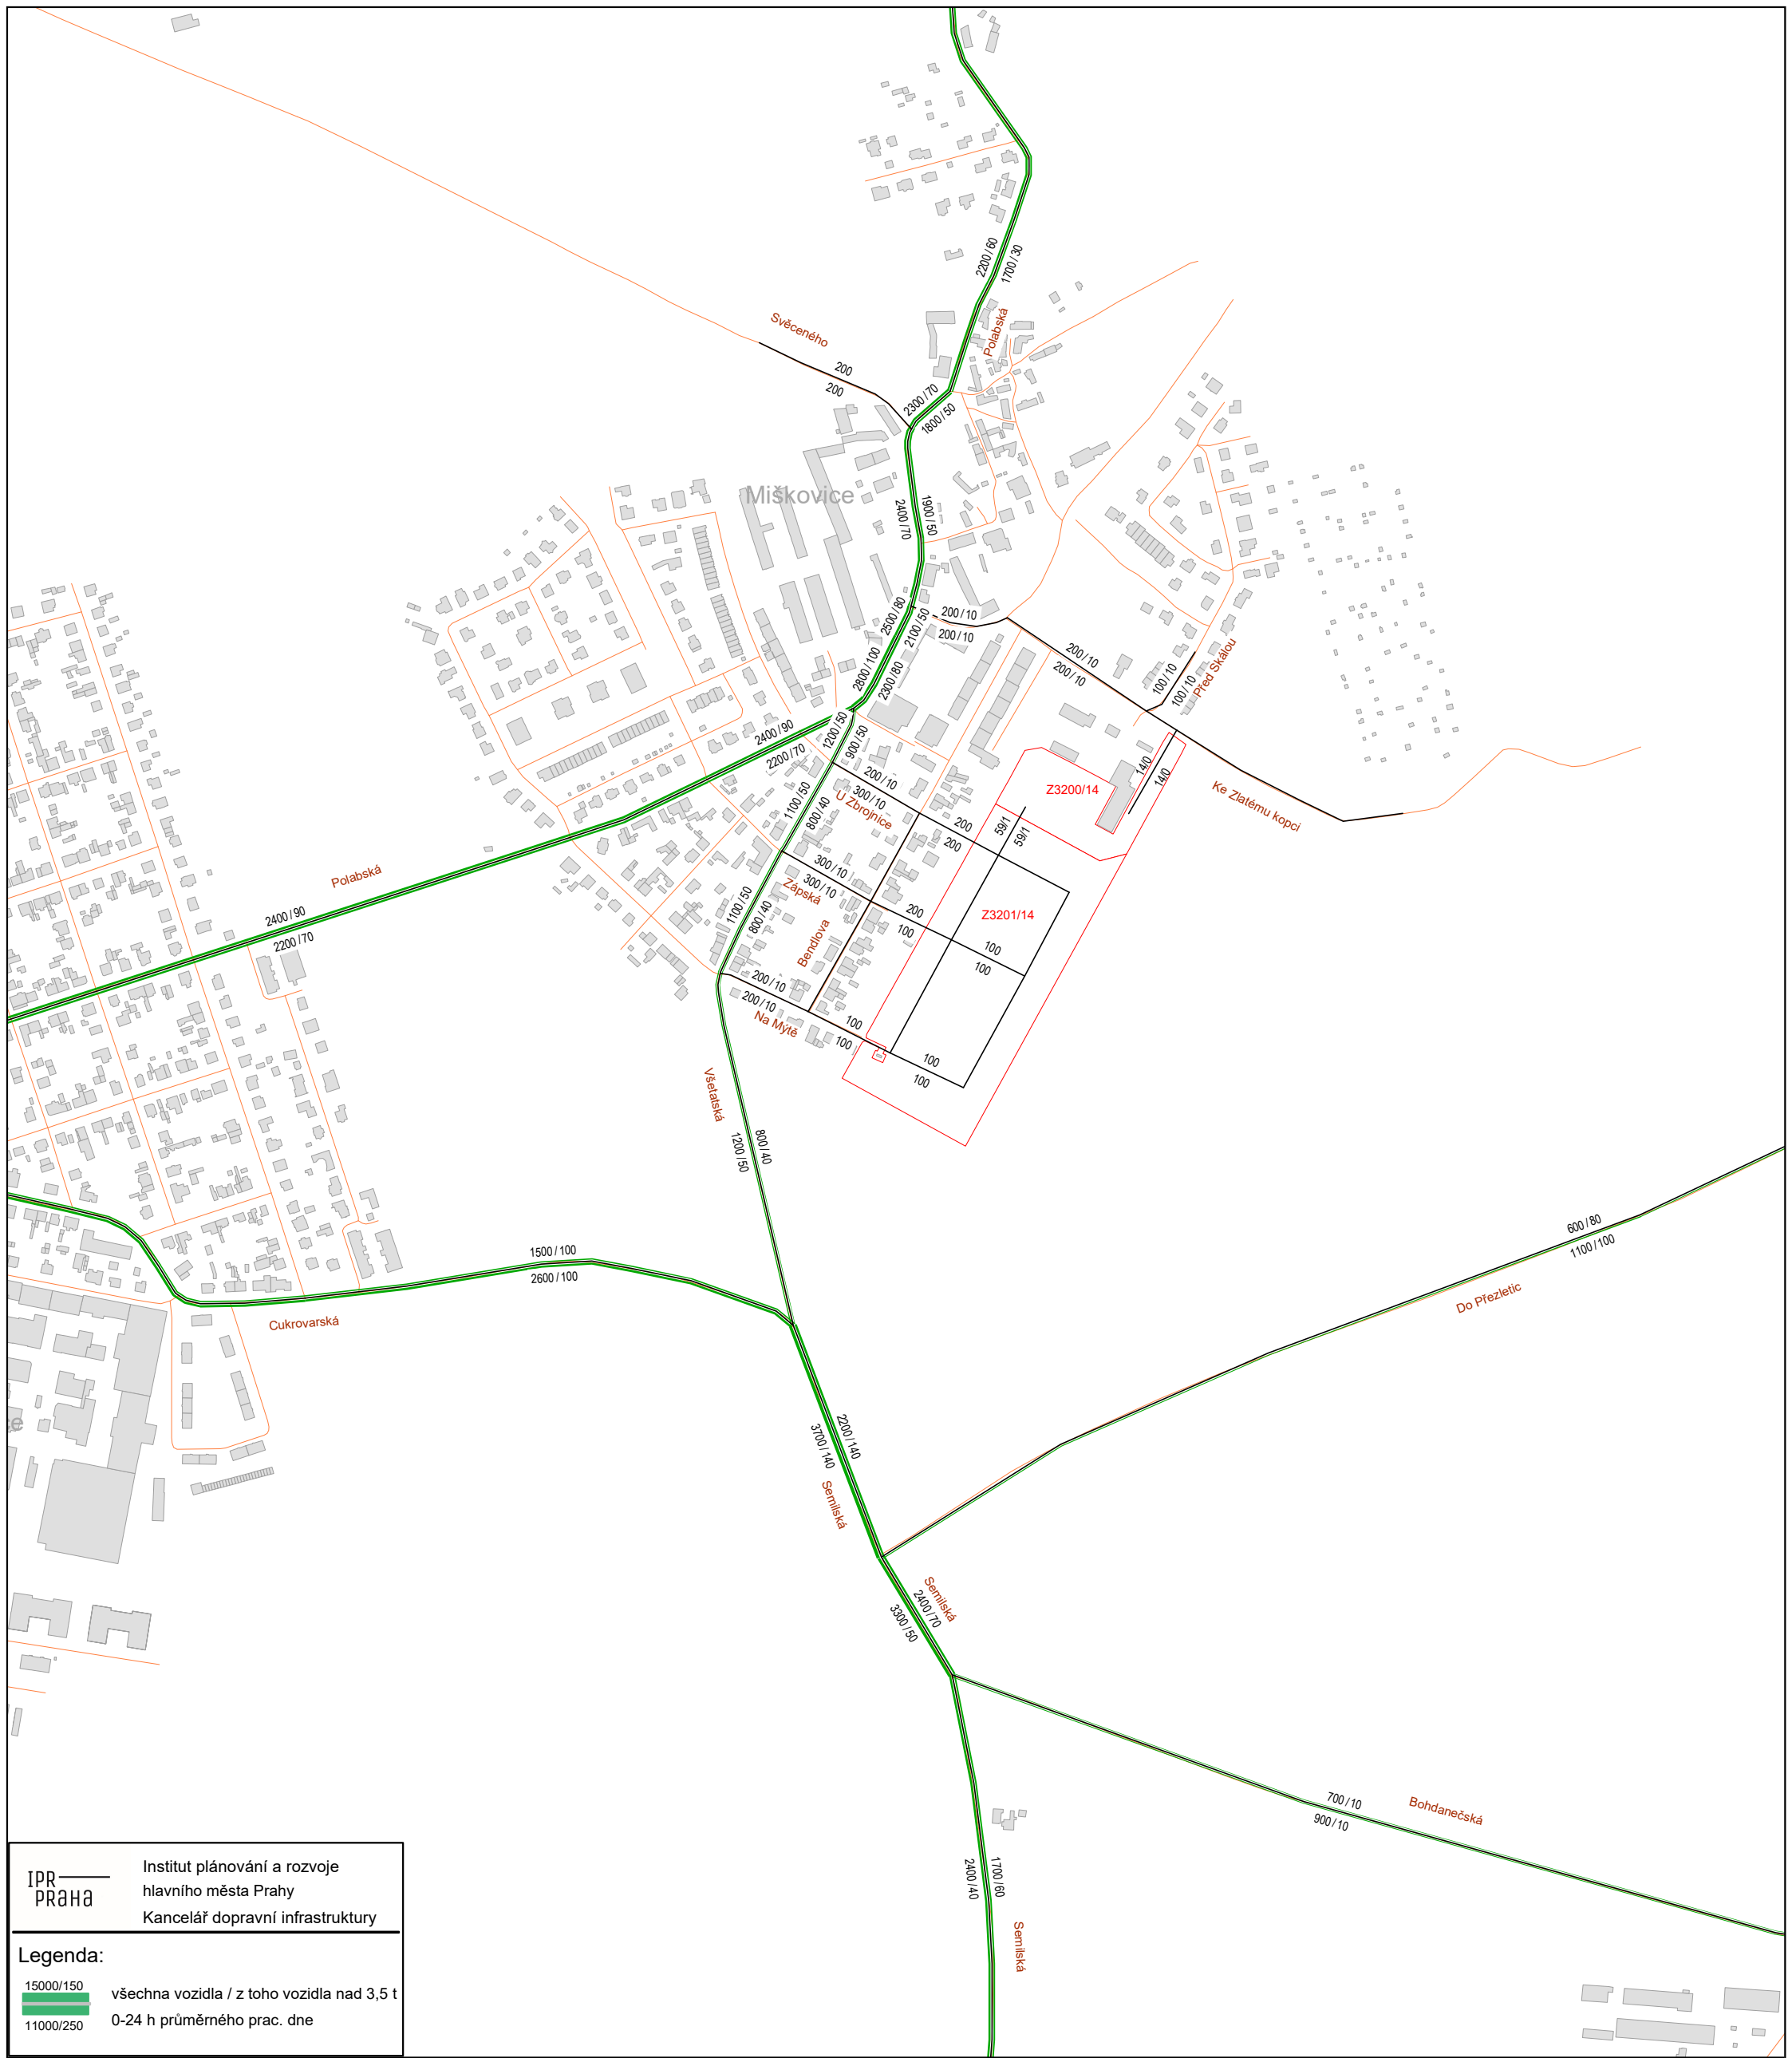 2200/60
1700/30
Polabská
Svěceného
200
200
2300/70
1800/50
Miškovice
2400/70
1900/50
2500/80
2100/50
200/10
200/10
200/10
200/10
Před Skálou
100/10
100/10
2800/100
2300/80
2400/90
2200/70
1200/50
900/50
14/0
14/0
Z3200/14
Ke Zlatému kopci
200/10
300/10
U Zbrojnice
1100/50
800/40
200
200
59/1
59/1
Polabská
300/10
300/10
Zápská
2400/90
2200/70
1100/50
800/40
Bendlova
200
100
Z3201/14
100
100
200/10
200/10
Na Mýtě
100
100
100
100
Všetatská
1200/50
800/40
600/80
1100/100
Do Přezletic
1500/100
2600/100
Cukrovarská
ce
2200/140
3700/140
Semilská
Semilská
2400/70
3300/50
700/10
900/10
Bohdanečská
2400/40
1700/60
Semilská
IPR
PRAHA
Institut plánování a rozvoje
hlavního města Prahy
Kancelář dopravní infrastruktury
Legenda:
15000/150
11000/250
všechna vozidla / z toho vozidla nad 3,5 t
0-24 h průměrného prac. dne